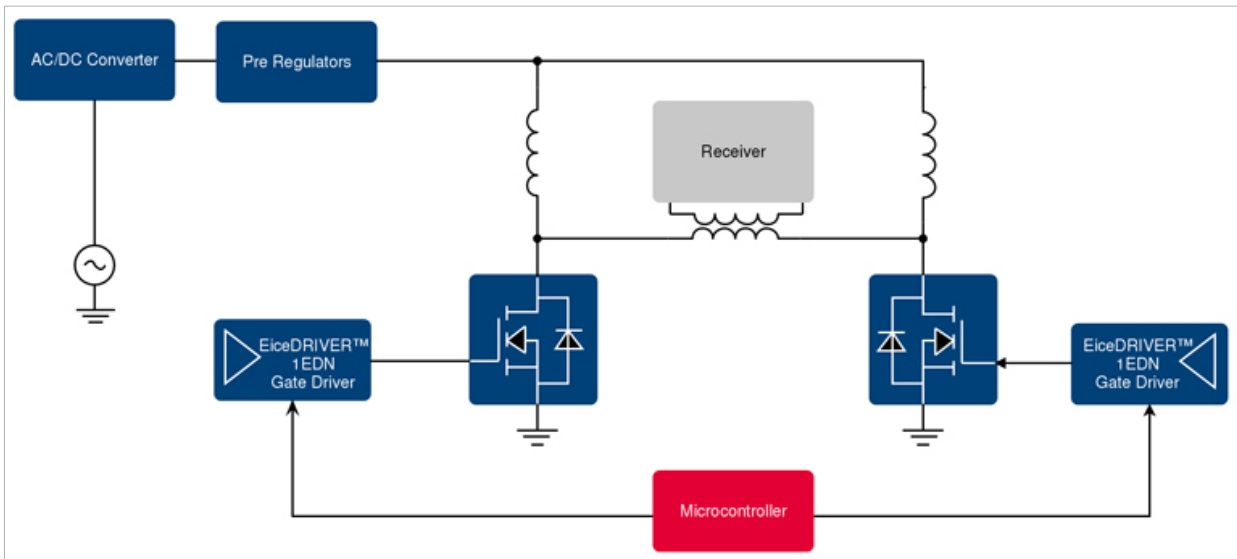 AC/DC Converter
Pre Regulators
Receiver
EiceDRIVER™
1EDN
Gate Driver
EiceDRIVER™
1EDN
Gate Driver
Microcontroller